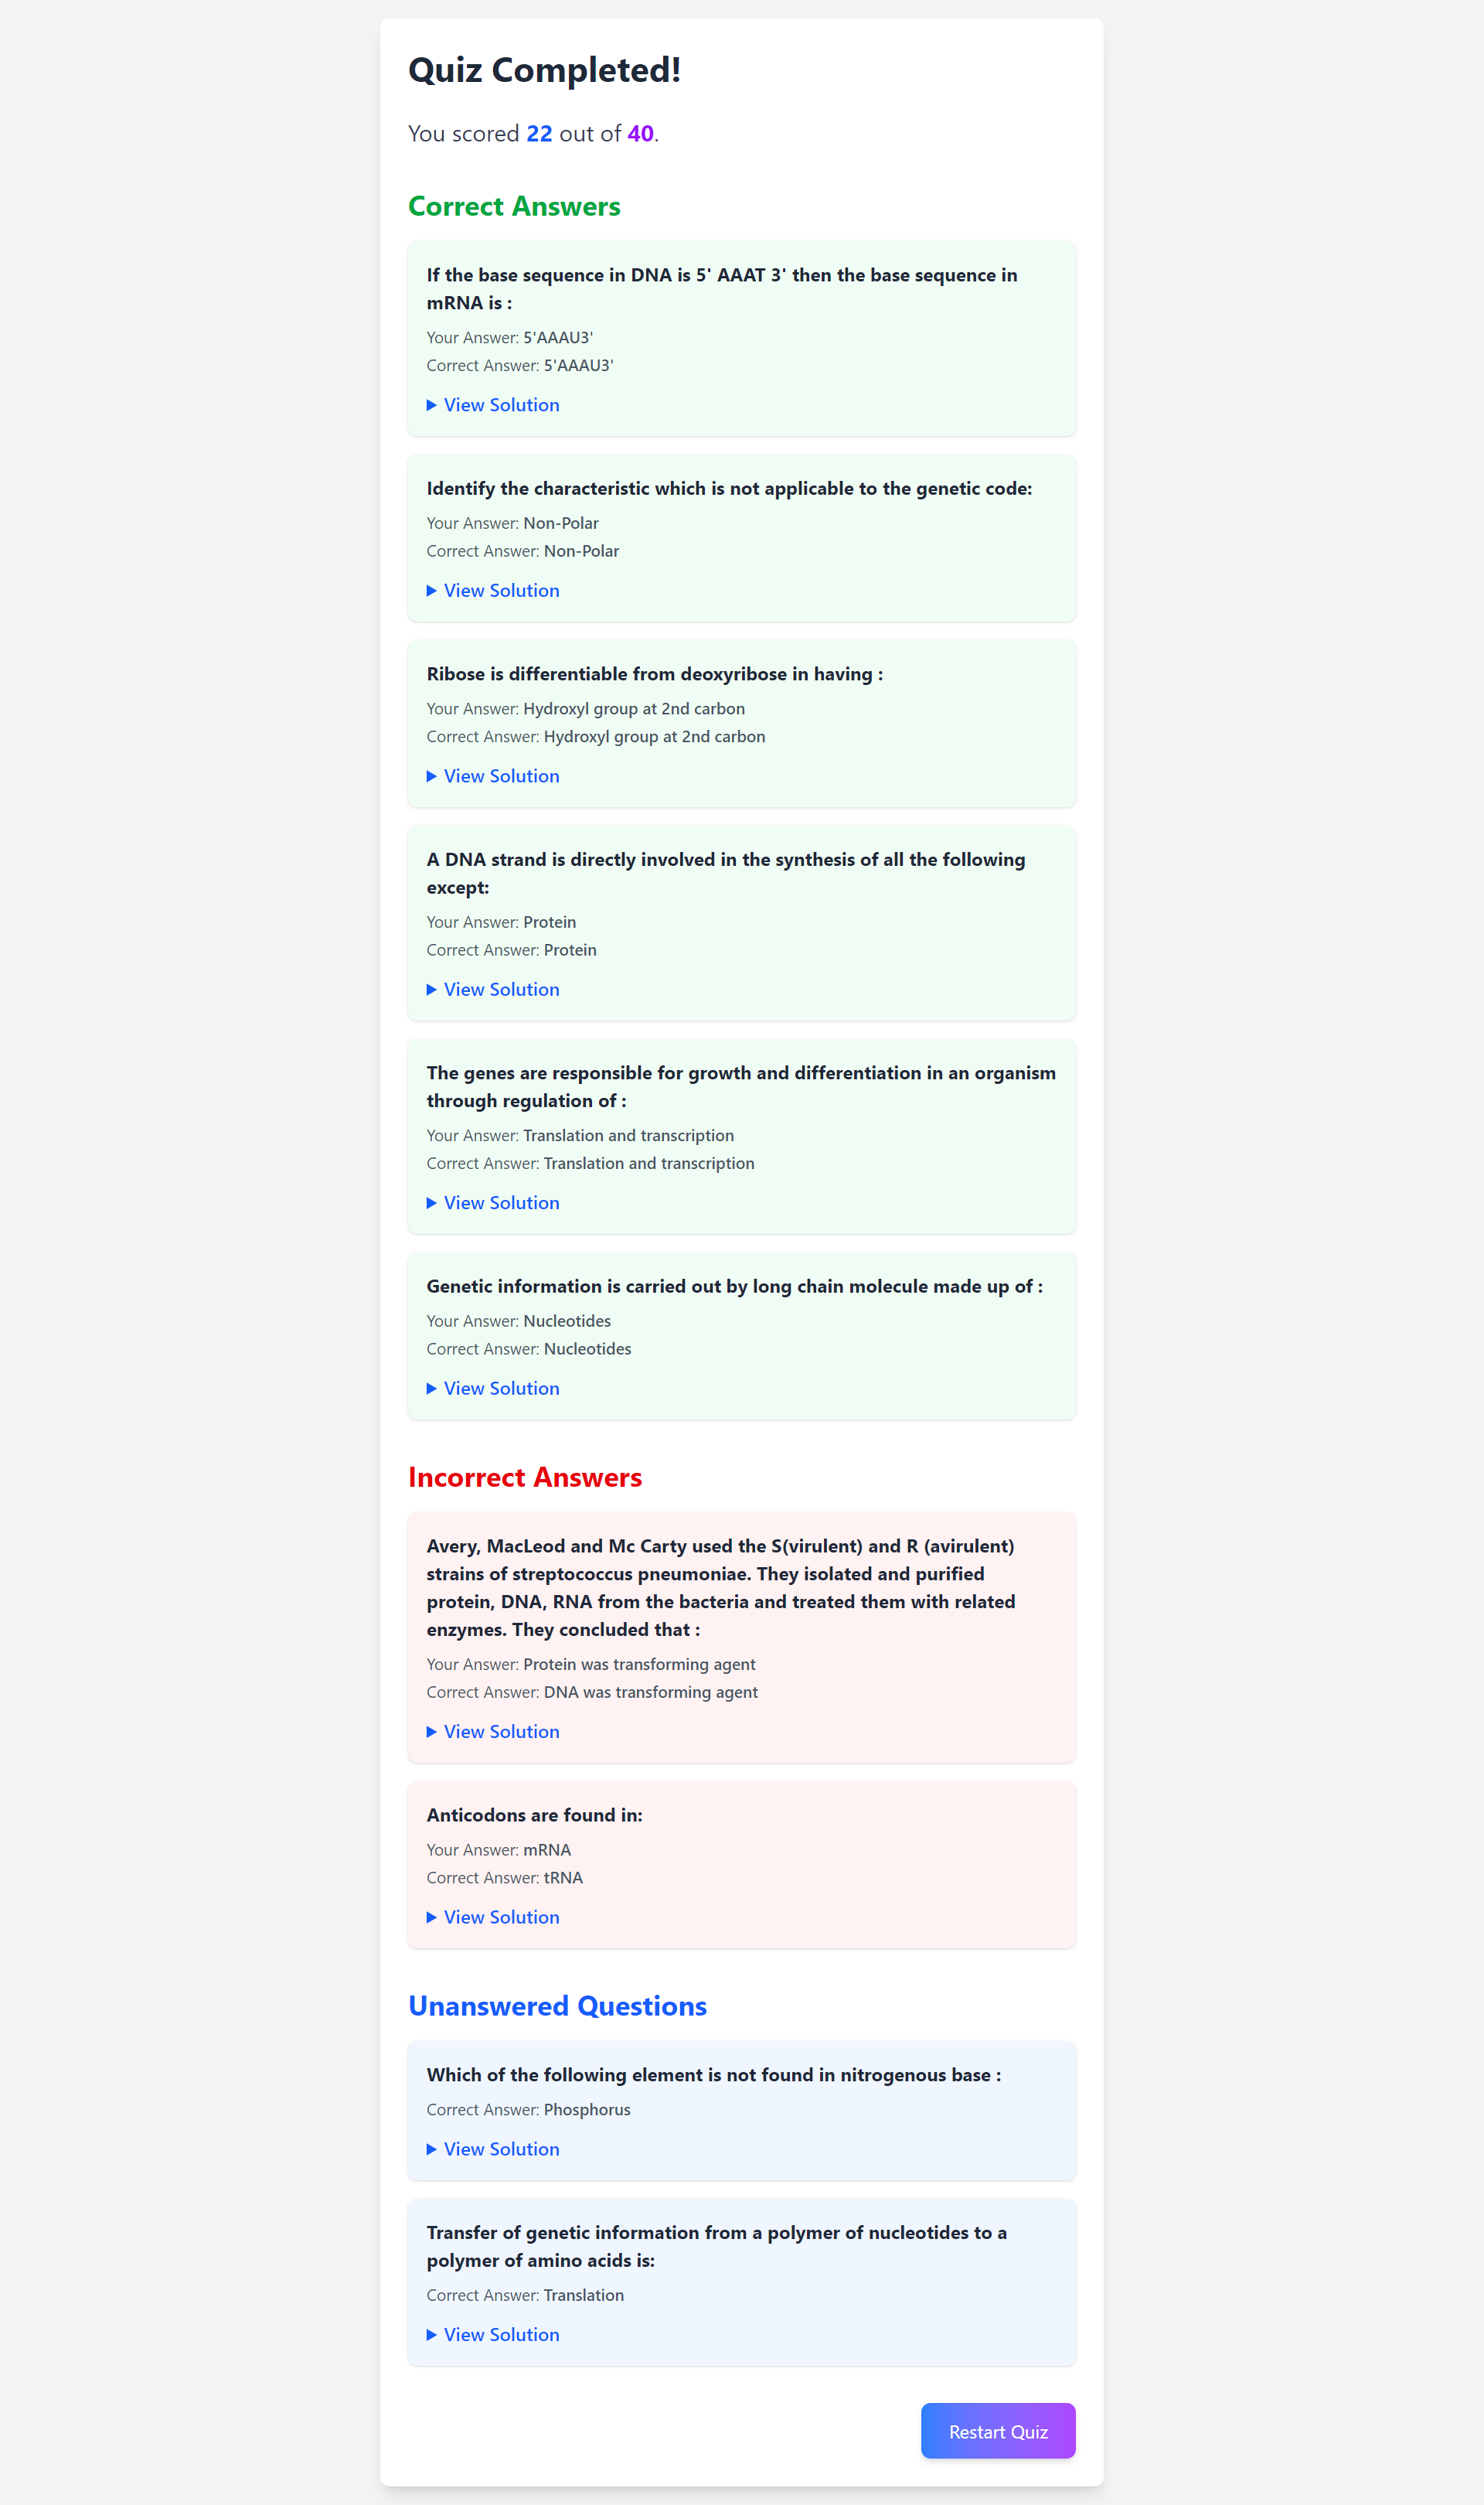 Quiz Completed!
You scored 22 out of 40.
Correct Answers
If the base sequence in DNA is 5' AAAT 3' then the base sequence in
mRNA is :
Your Answer: 5'AAAU3'
Correct Answer: 5'AAAU3'
View Solution
Identify the characteristic which is not applicable to the genetic code:
Your Answer: Non-Polar
Correct Answer: Non-Polar
View Solution
Ribose is differentiable from deoxyribose in having :
Your Answer: Hydroxyl group at 2nd carbon
Correct Answer: Hydroxyl group at 2nd carbon
View Solution
A DNA strand is directly involved in the synthesis of all the following
except:
Your Answer: Protein
Correct Answer: Protein
View Solution
The genes are responsible for growth and differentiation in an organism
through regulation of :
Your Answer: Translation and transcription
Correct Answer: Translation and transcription
View Solution
Genetic information is carried out by long chain molecule made up of :
Your Answer: Nucleotides
Correct Answer: Nucleotides
View Solution
Incorrect Answers
Avery, MacLeod and Mc Carty used the S(virulent) and R (avirulent)
strains of streptococcus pneumoniae. They isolated and purified
protein, DNA, RNA from the bacteria and treated them with related
enzymes. They concluded that :
Your Answer: Protein was transforming agent
Correct Answer: DNA was transforming agent
View Solution
Anticodons are found in:
Your Answer: mRNA
Correct Answer: tRNA
View Solution
Unanswered Questions
Which of the following element is not found in nitrogenous base :
Correct Answer: Phosphorus
View Solution
Transfer of genetic information from a polymer of nucleotides to a
polymer of amino acids is:
Correct Answer: Translation
View Solution
Restart Quiz